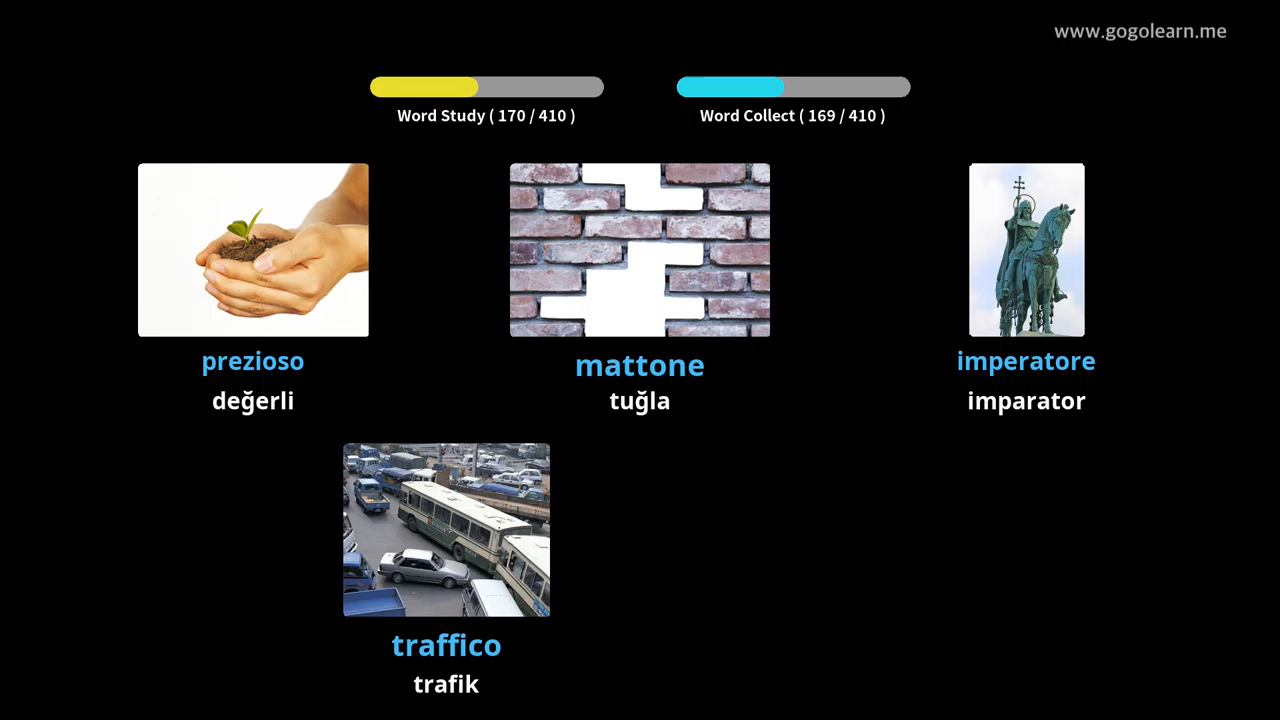 www.gogolearn.me
Word Study ( 170 / 410 )
Word Collect ( 169 / 410 )
prezioso
değerli
mattone
tuğla
imperatore
imparator
traffico
trafik